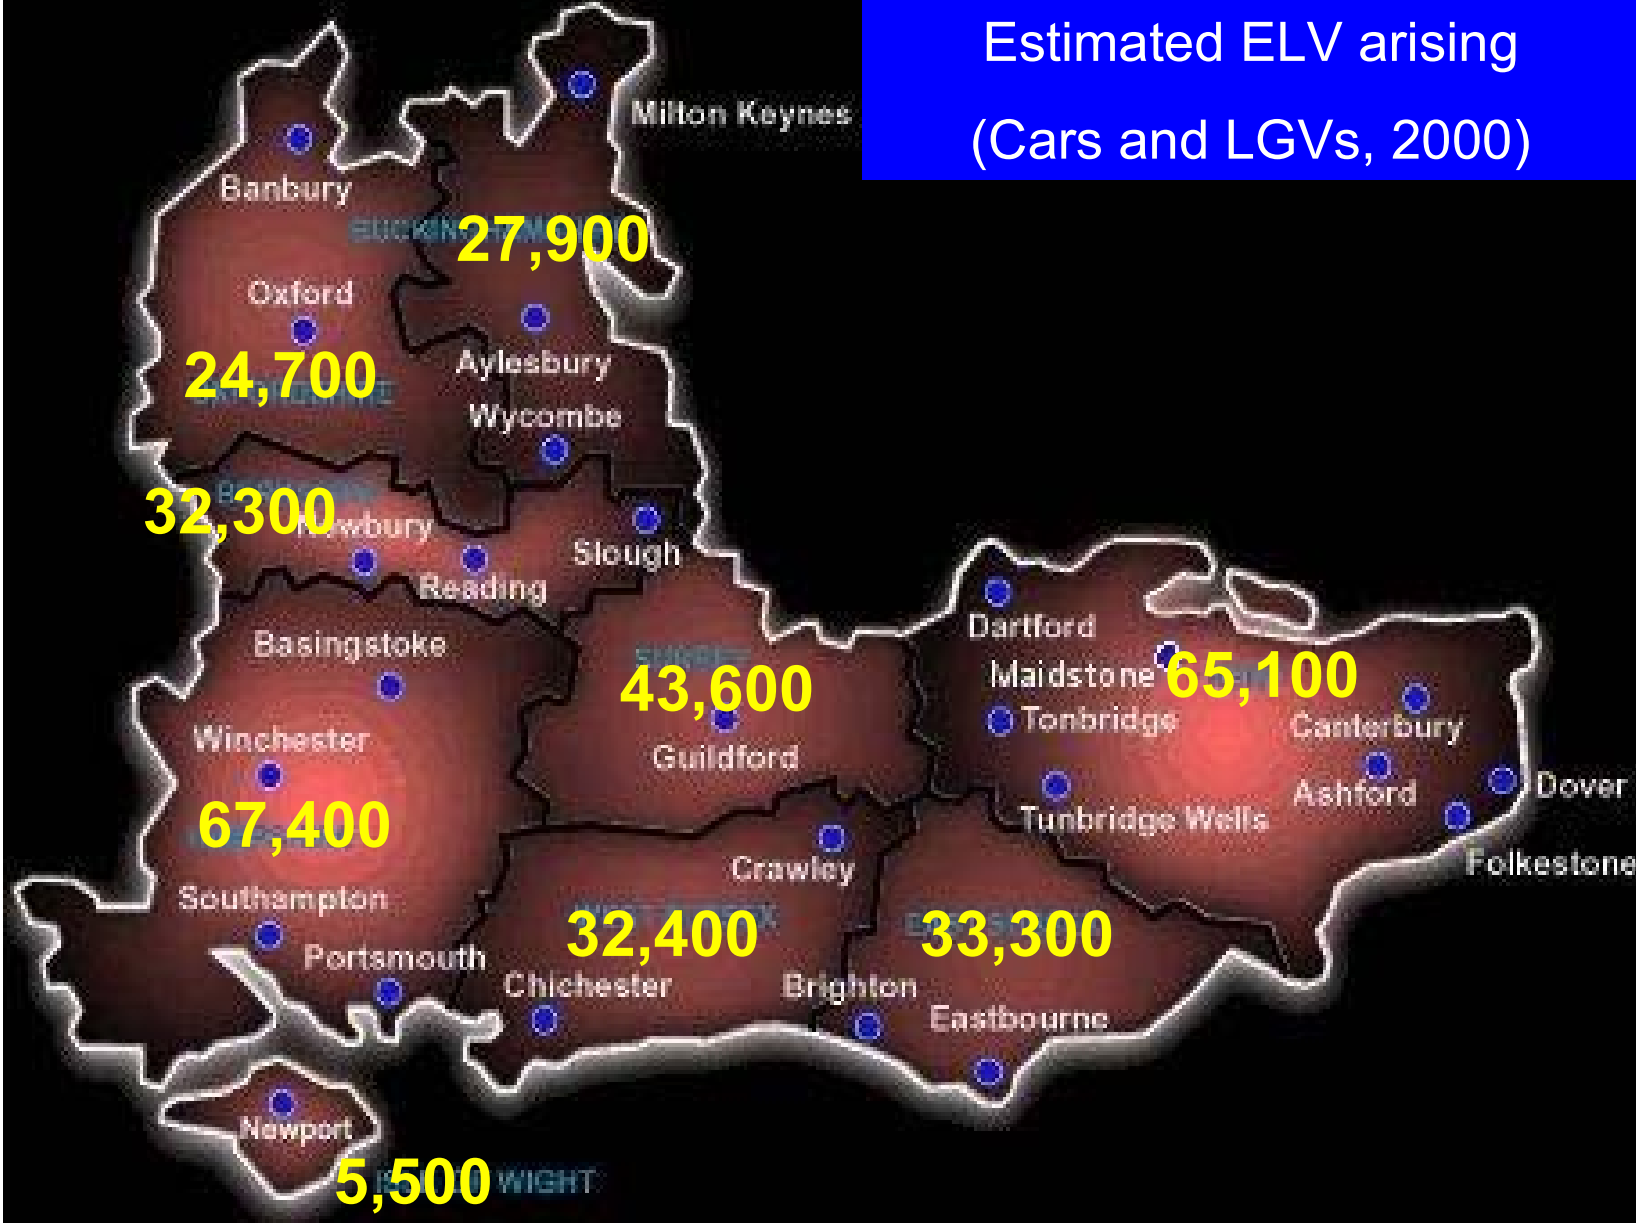 Estimated ELV arising
(Cars and LGVs, 2000)
Milton Keynes
Banbury
27,900
Oxford
24,700
Aylesbury
Wycombe
32,300
Newbury
Slough
Reading
Basingstoke
Dartford
43,600
Maidstone
65,100
Tonbridge
Canterbury
Winchester
Guildford
Ashford
Dover
67,400
Tunbridge Wells
Crawley
Folkestone
Southampton
32,400
33,300
Portsmouth
Chichester
Brighton
Eastbourne
Newport
5,500
WIGHT